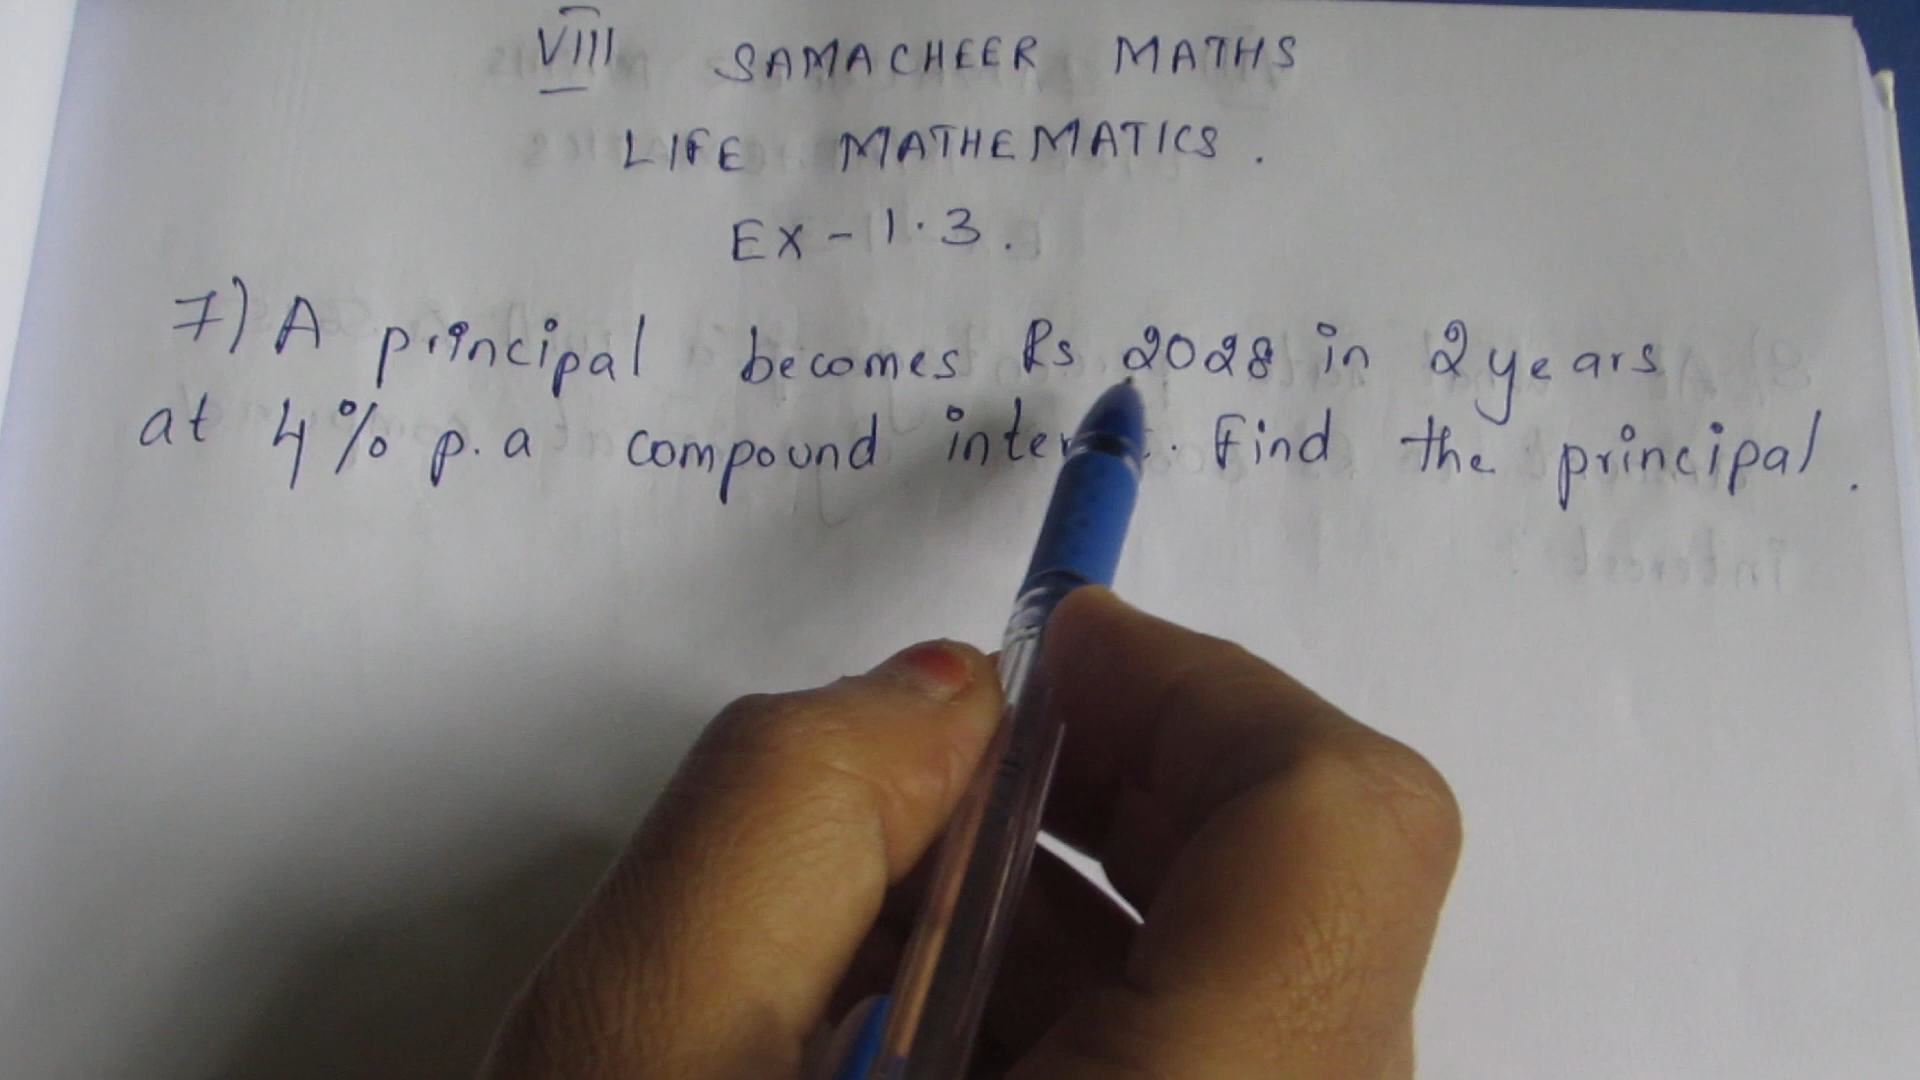 VIII SAMACHEER MATHS
LIFE MATHEMATICS.
EX-1.3.
7) A principal becomes Rs 2028 in 2 years
at 4% p.a compound . Find the principal.